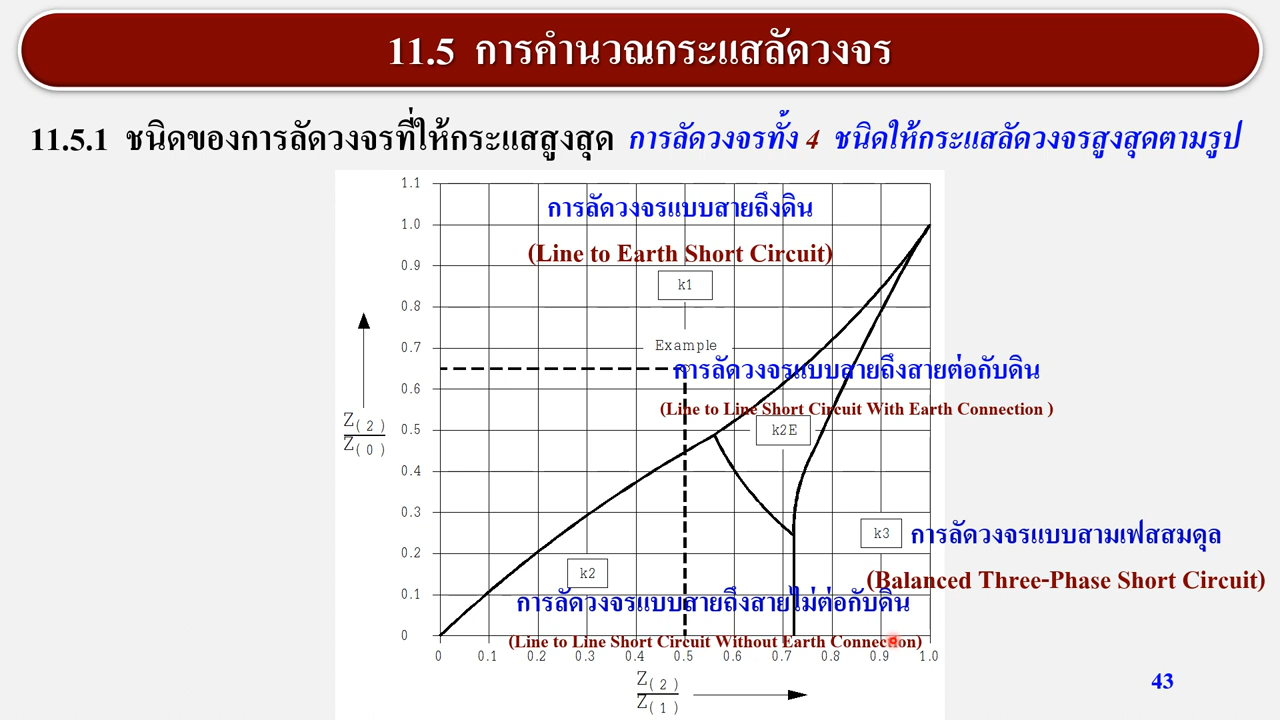 11.5 การคำนวณกระแสลัดวงจร
11.5.1 ชนิดของการลัดวงจรที่ให้กระแสสูงสุด การลัดวงจรทั้ง 4 ชนิดให้กระแสลัดวงจรสูงสุดตามรูป
1.1
การลัดวงจรแบบสายถึงดิน
1.0
(Line to Earth Short Circuit)
0.9
k1
0.8
Example
0.7
การลัดวงจรแบบสายถึงสายต่อกับดิน
0.6
(Line to Line Short Circuit With Earth Connection )
Z(2)
Z(0)
0.5
k2E
0.4
0.3
k3 การลัดวงจรแบบสามเฟสสมดุล
0.2
k2
(Balanced Three-Phase Short Circuit)
0.1
การลัดวงจรแบบสายถึงสายไม่ต่อกับดิน
0
(Line to Line Short Circuit Without Earth Connection)
0 0.1 0.2 0.3 0.4 0.5 0.6 0.7 0.8 0.9 1.0
Z(2)
Z(1)
43